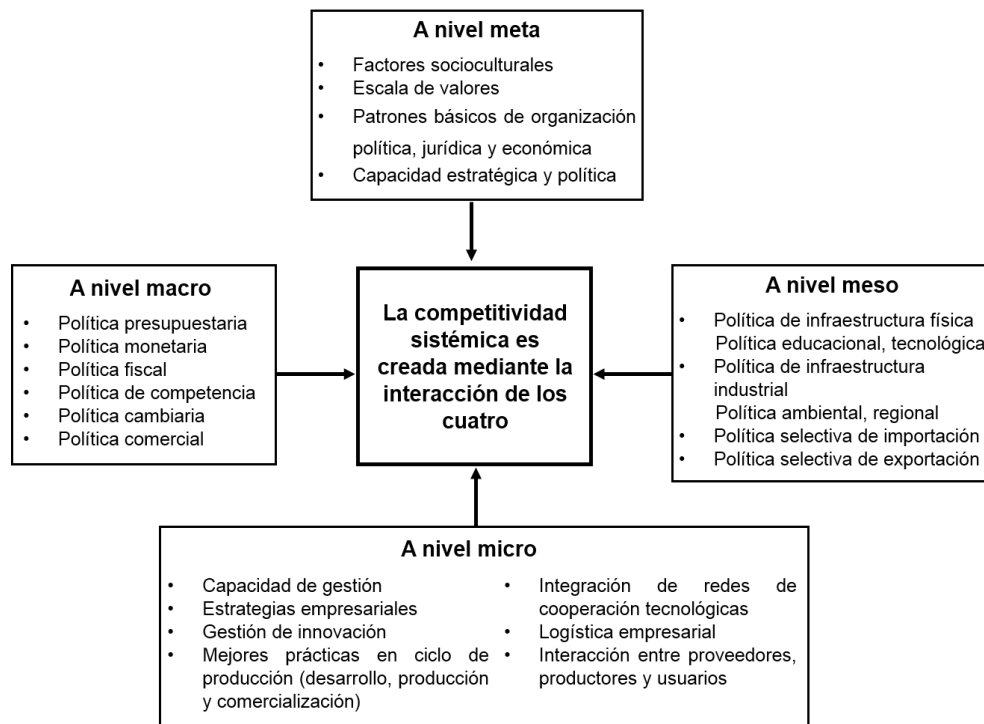 A nivel meta
• Factores socioculturales
• Escala de valores
• Patrones básicos de organización
política, jurídica y económica
• Capacidad estratégica y política
A nivel macro
• Política presupuestaria
• Política monetaria
• Política fiscal
• Política de competencia
• Política cambiaria
• Política comercial
La competitividad
sistémica es
creada mediante la
interacción de los
cuatro
A nivel meso
• Política de infraestructura física
Política educacional, tecnológica
• Política de infraestructura
industrial
Política ambiental, regional
• Política selectiva de importación
• Política selectiva de exportación
A nivel micro
• Capacidad de gestión
• Estrategias empresariales
• Gestión de innovación
• Mejores prácticas en ciclo de
producción (desarrollo, producción
y comercialización)
• Integración de redes de
cooperación tecnológicas
• Logística empresarial
• Interacción entre proveedores,
productores y usuarios